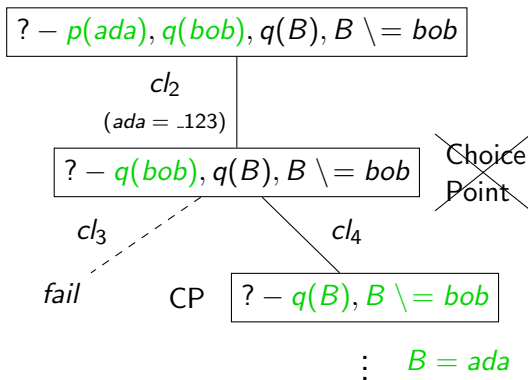 ? − p(ada), q(bob), q(B), B \= bob
cl2
(ada = _123)
? − q(bob), q(B), B \= bob
Choice
Point
cl3
cl4
fail
CP
? − q(B), B \= bob
⋮
B = ada